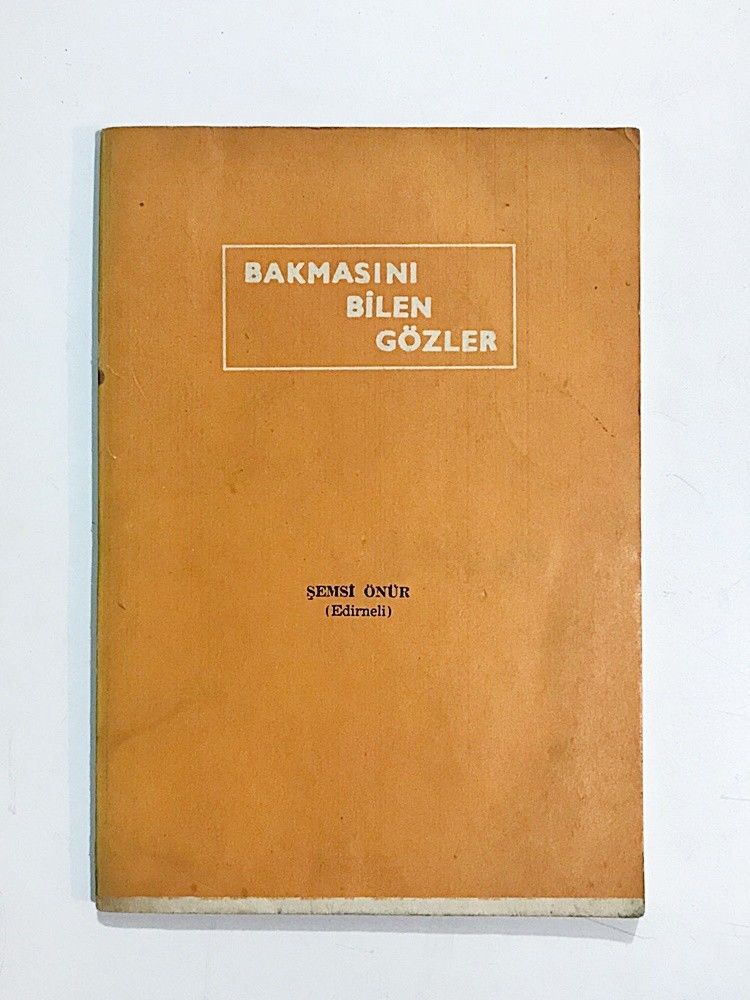 BAKMASINI
BİLEN
GÖZLER
ŞEMSİ ÖNÜR
(Edirneli)